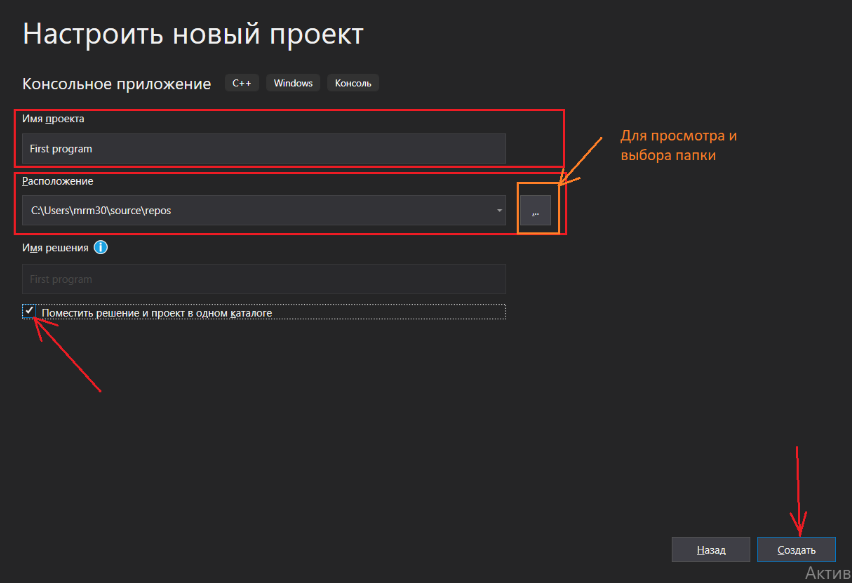 Настроить новый проект
Консольное приложение C++ Windows Консоль
Имя проекта
First program
Для просмотра и
выбора папки
Расположение
C:\Users\mrm30\source\repos
...
Имя решения
First program
Поместить решение и проект в одном каталоге
Назад
Создать
Актив